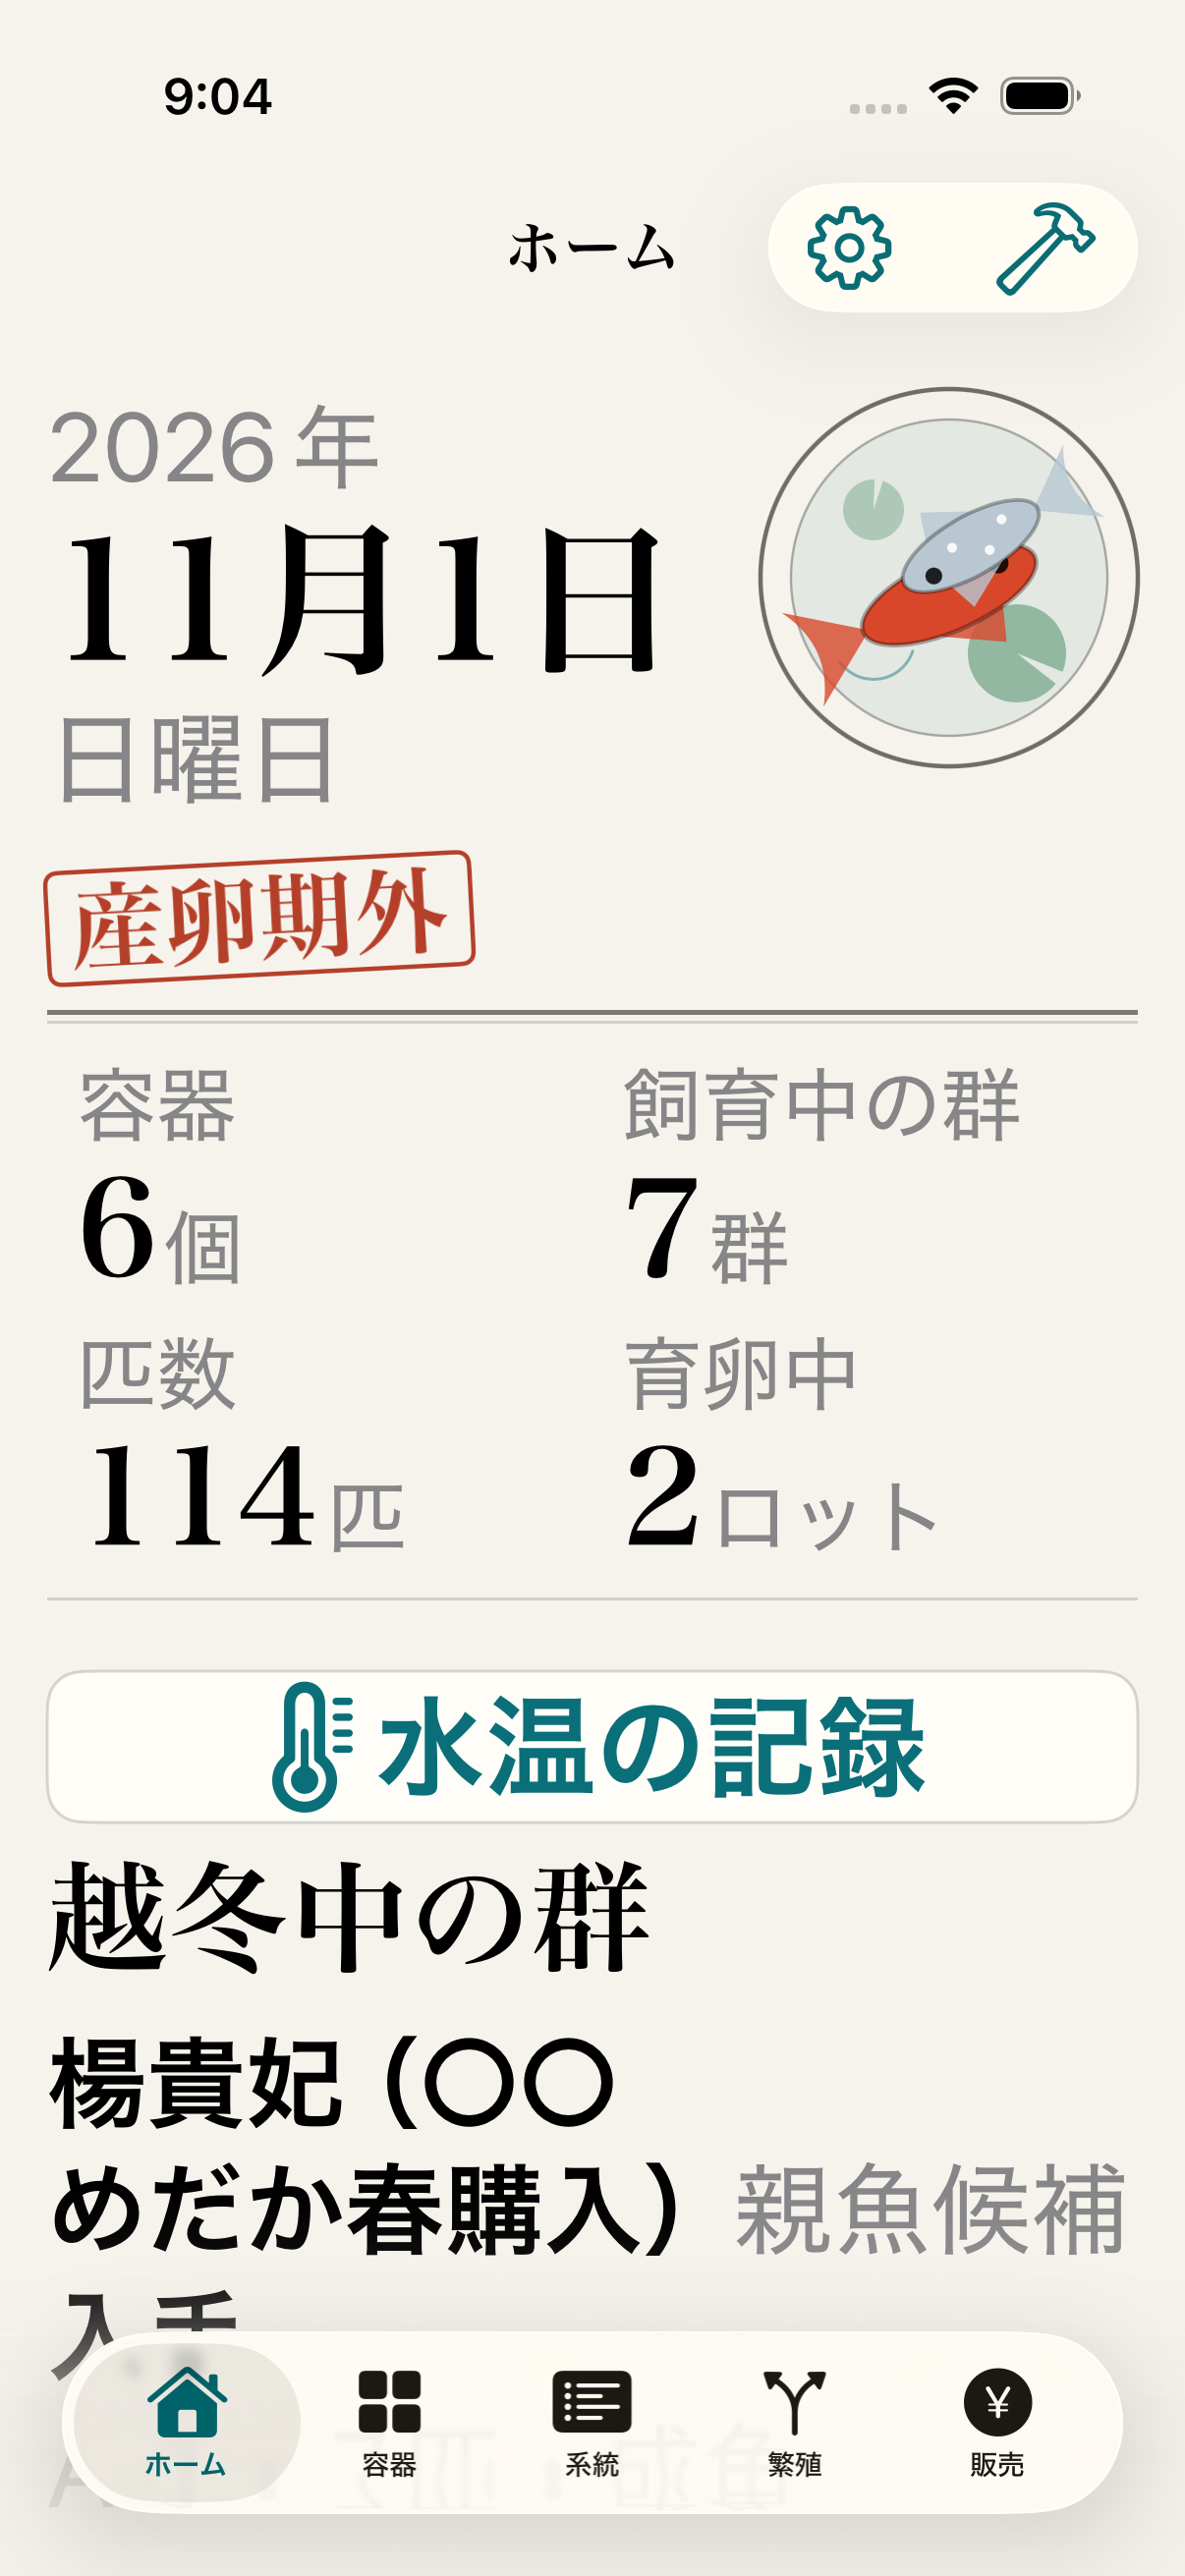 9:04
ホーム
2026年
11月1日
日曜日
産卵期外
容器
飼育中の群
6個
7群
匹数
育卵中
114匹
2ロット
水温の記録
越冬中の群
楊貴妃（〇〇
めだか春購入）親魚候補
入手
ホーム
容器
系統
繁殖
販売